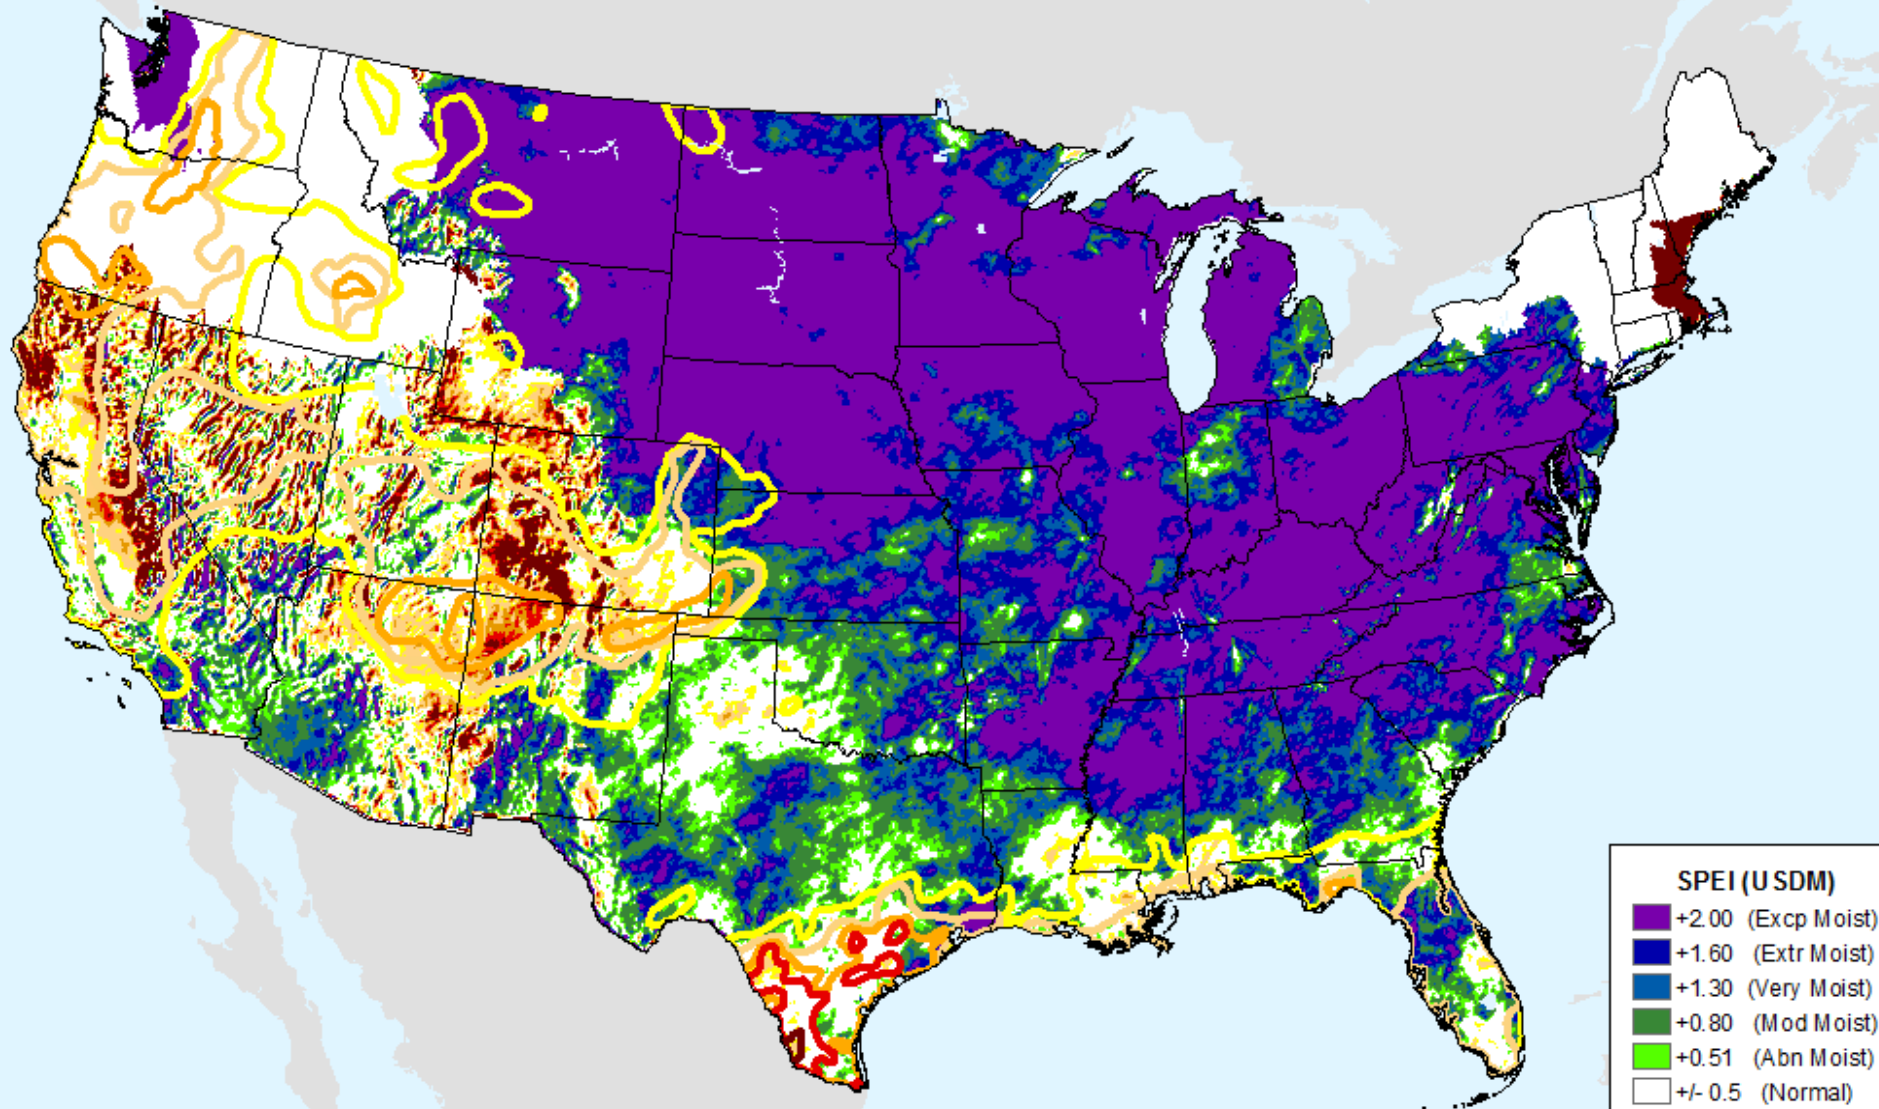 SPEI (USDM)
+2.00 (Excp Moist)
+1.60 (Extr Moist)
+1.30 (Very Moist)
+0.80 (Mod Moist)
+0.51 (Abn Moist)
+/- 0.5 (Normal)